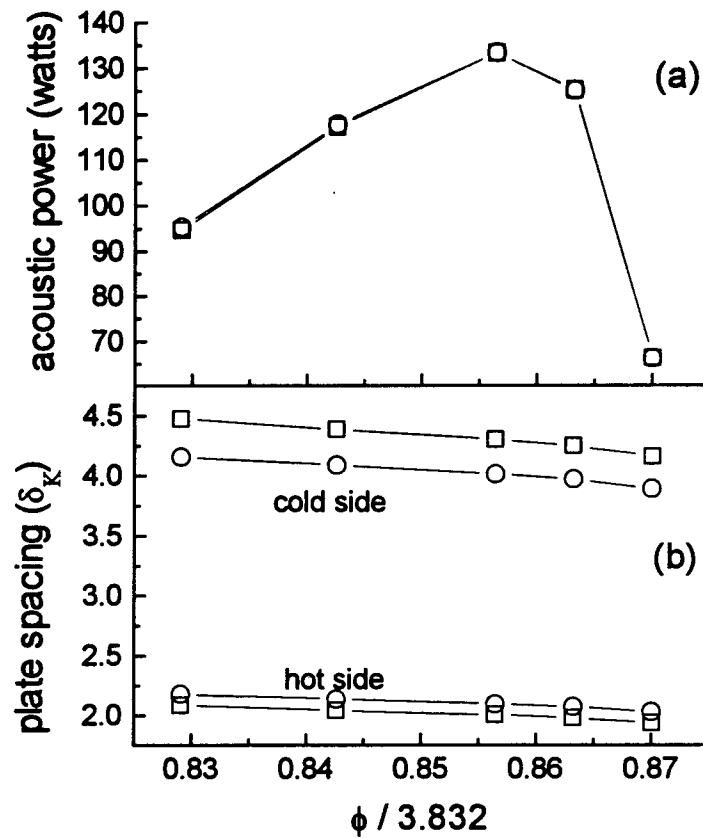 140
130
120
110
100
90
80
70
acoustic power (watts)
(a)
4.5
4.0
3.5
3.0
2.5
2.0
plate spacing (δK)
cold side
(b)
hot side
0.83 0.84 0.85 0.86 0.87
ϕ / 3.832